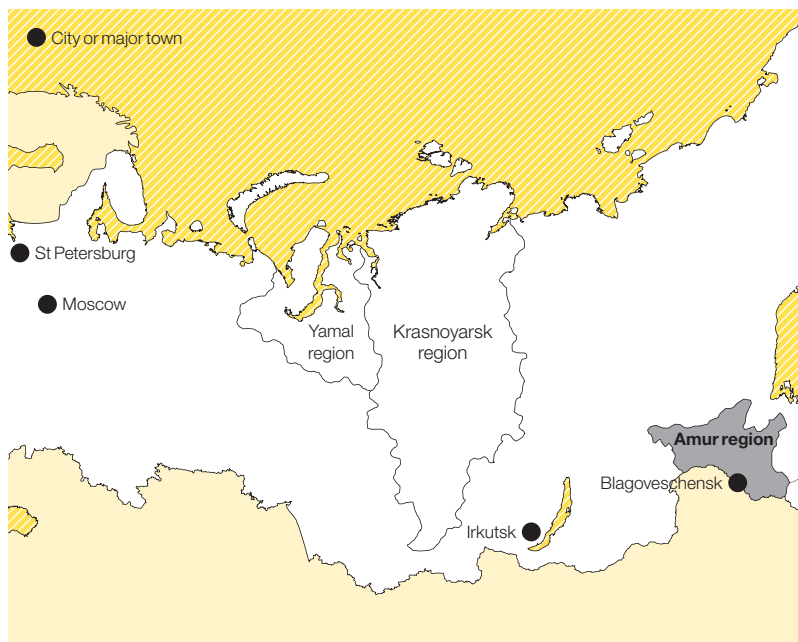 City or major town
St Petersburg
Moscow
Yamal
region
Krasnoyarsk
region
Amur region
Blagoveschensk
Irkutsk